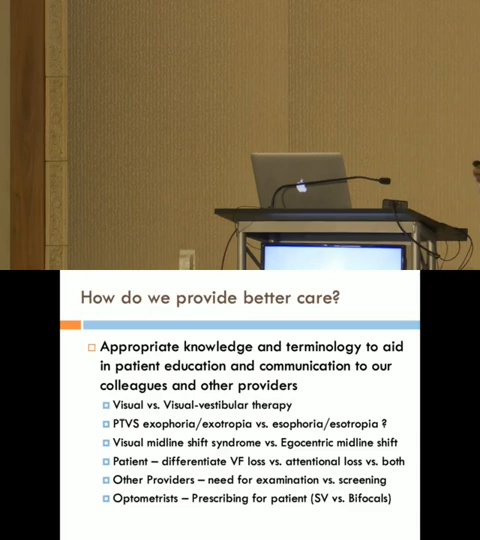 How do we provide better care?
Appropriate knowledge and terminology to aid
in patient education and communication to our
colleagues and other providers
Visual vs. Visual-vestibular therapy
PTVS exophoria/exotropia vs. esophoria/esotropia ?
Visual midline shift syndrome vs. Egocentric midline shift
Patient – differentiate VF loss vs. attentional loss vs. both
Other Providers – need for examination vs. screening
Optometrists – Prescribing for patient (SV vs. Bifocals)